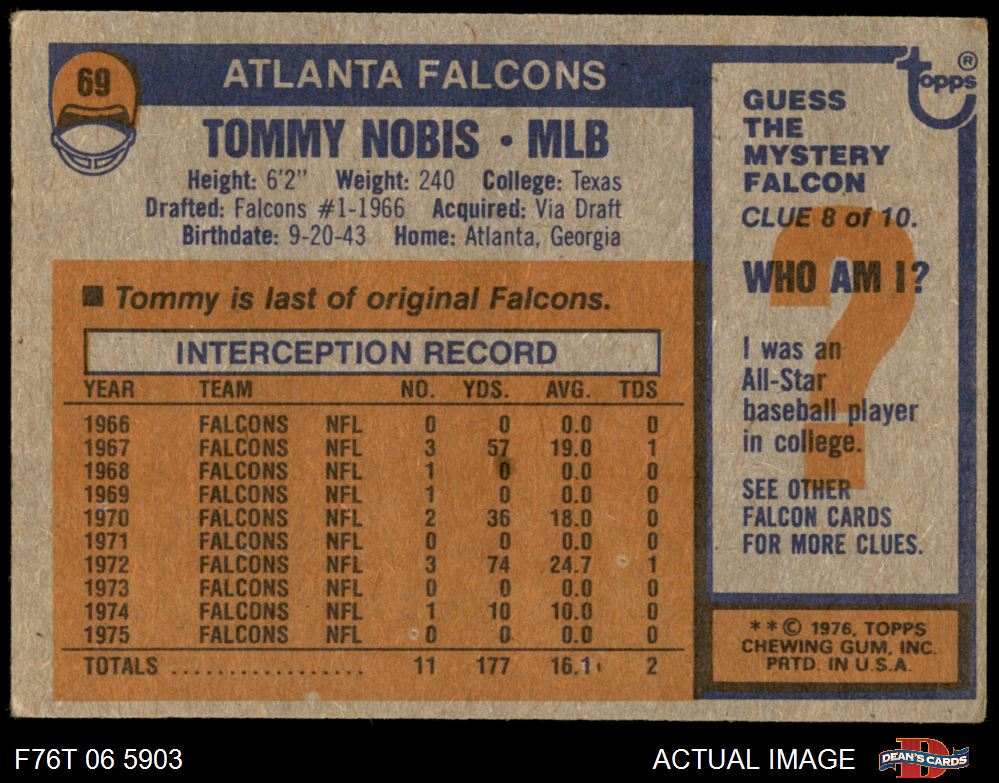 69
ATLANTA FALCONS
TOMMY NOBIS • MLB
Height: 6'2" Weight: 240 College: Texas
Drafted: Falcons #1-1966 Acquired: Via Draft
Birthdate: 9-20-43 Home: Atlanta, Georgia
■ Tommy is last of original Falcons.
INTERCEPTION RECORD
YEAR TEAM NO. YDS. AVG. TDS
1966 FALCONS NFL 0 0 0.0 0
1967 FALCONS NFL 3 57 19.0 1
1968 FALCONS NFL 1 0 0.0 0
1969 FALCONS NFL 1 0 0.0 0
1970 FALCONS NFL 2 36 18.0 0
1971 FALCONS NFL 0 0 0.0 0
1972 FALCONS NFL 3 74 24.7 1
1973 FALCONS NFL 0 0 0.0 0
1974 FALCONS NFL 1 10 10.0 0
1975 FALCONS NFL 0 0 0.0 0
TOTALS ................. 11 177 16.1 2
topps ®
GUESS
THE
MYSTERY
FALCON
CLUE 8 of 10.
WHO AM I?
I was an
All-Star
baseball player
in college.
SEE OTHER
FALCON CARDS
FOR MORE CLUES.
**© 1976, TOPPS
CHEWING GUM, INC.
PRTD. IN U.S.A.
F76T 06 5903
ACTUAL IMAGE
DEAN'S CARDS